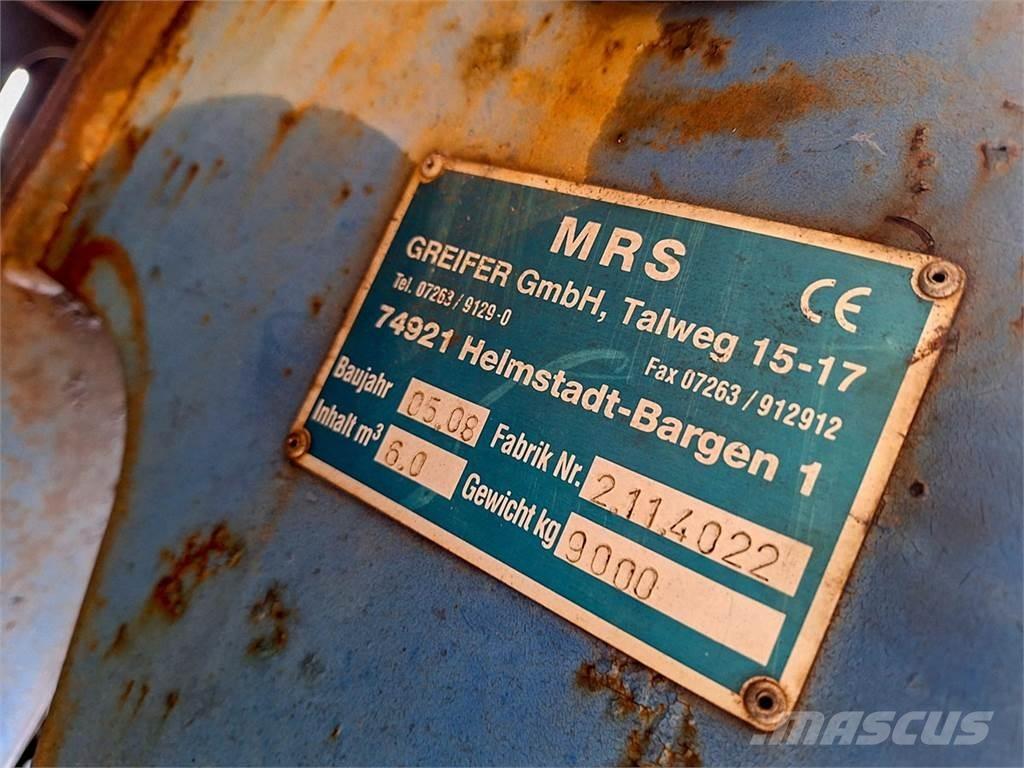 MRS
GREIFER GmbH, Talweg 15-17
Tel. 07263 / 9129-0 Fax 07263 / 912912
74921 Helmstadt-Bargen 1
Baujahr 05.08 Fabrik Nr. 2.11.4022
Inhalt m³ 6.0 Gewicht kg 9000
CE
MASCUS